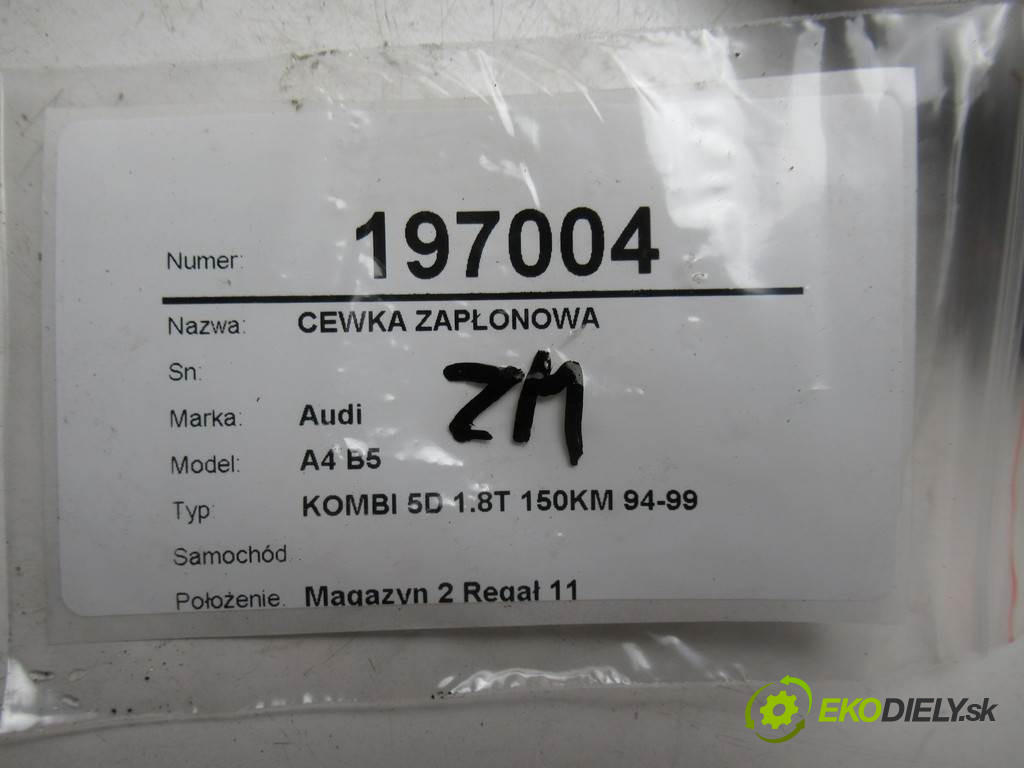 Numer: 197004
Nazwa: CEWKA ZAPŁONOWA
Sn:
ZM
Marka: Audi
Model: A4 B5
Typ: KOMBI 5D 1.8T 150KM 94-99
Samochód:
Położenie: Magazyn 2 Regał 11
EKODIELY.sk